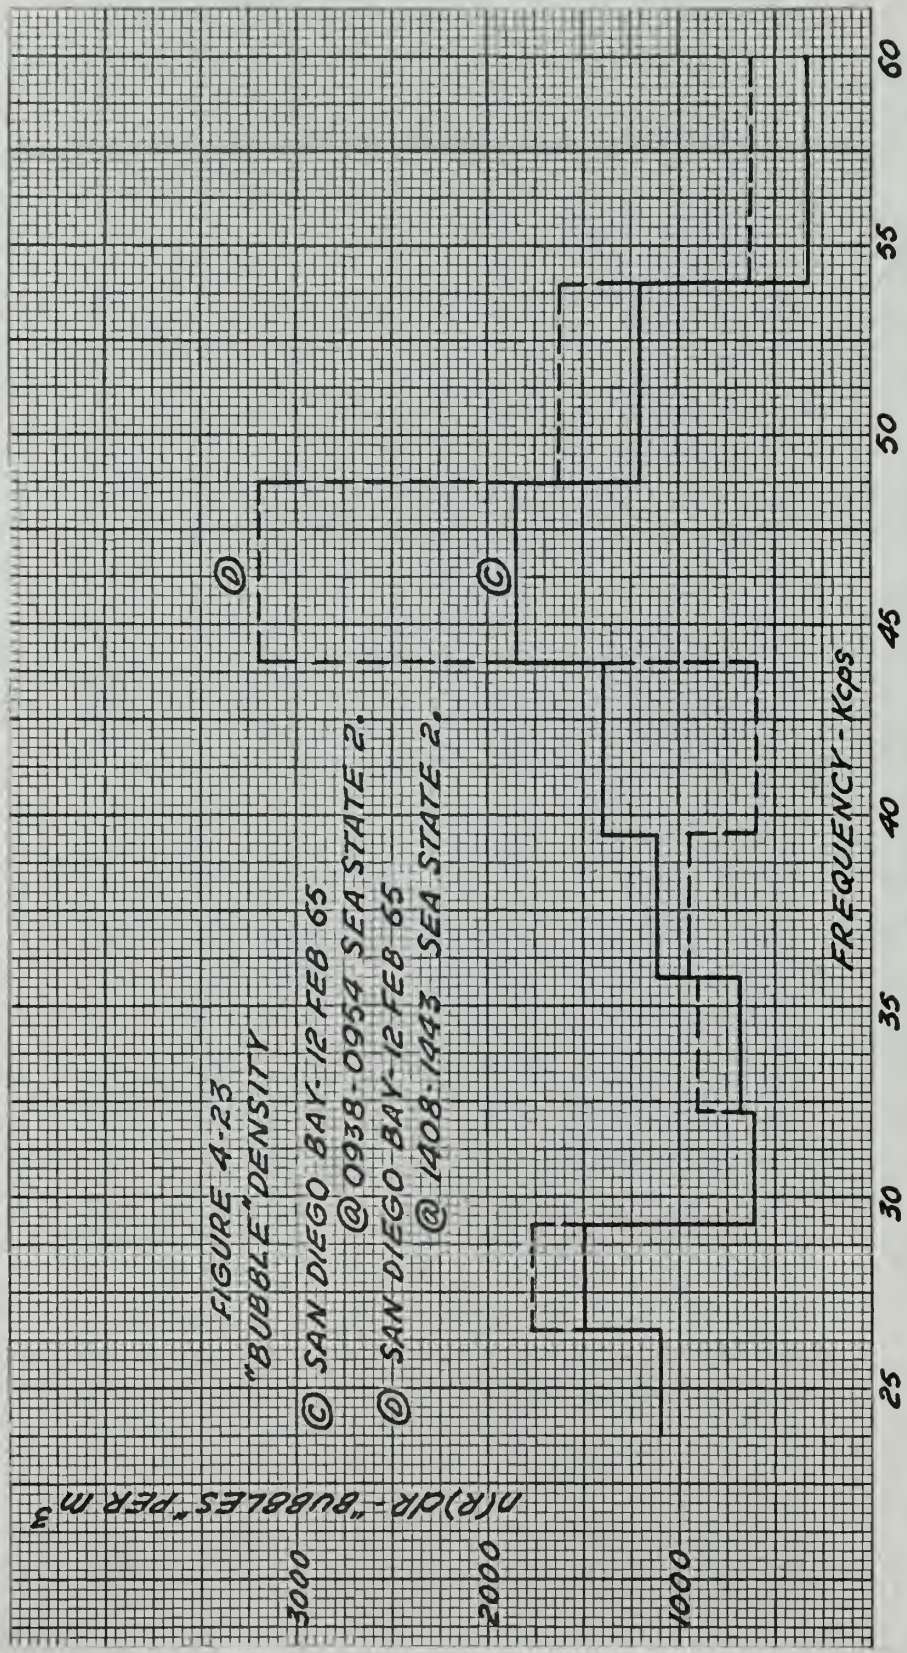 FIGURE 4-23
"BUBBLE" DENSITY
Ⓒ SAN DIEGO BAY-12 FEB 65
@ 0938-0954 SEA STATE 2.
Ⓓ SAN DIEGO BAY-12 FEB 65
@ 1408-1443 SEA STATE 2.
n(R)dR-"BUBBLES" PER m³
3000
2000
1000
Ⓓ
Ⓒ
25 30 35 40 45 50 55 60
FREQUENCY-Kcps